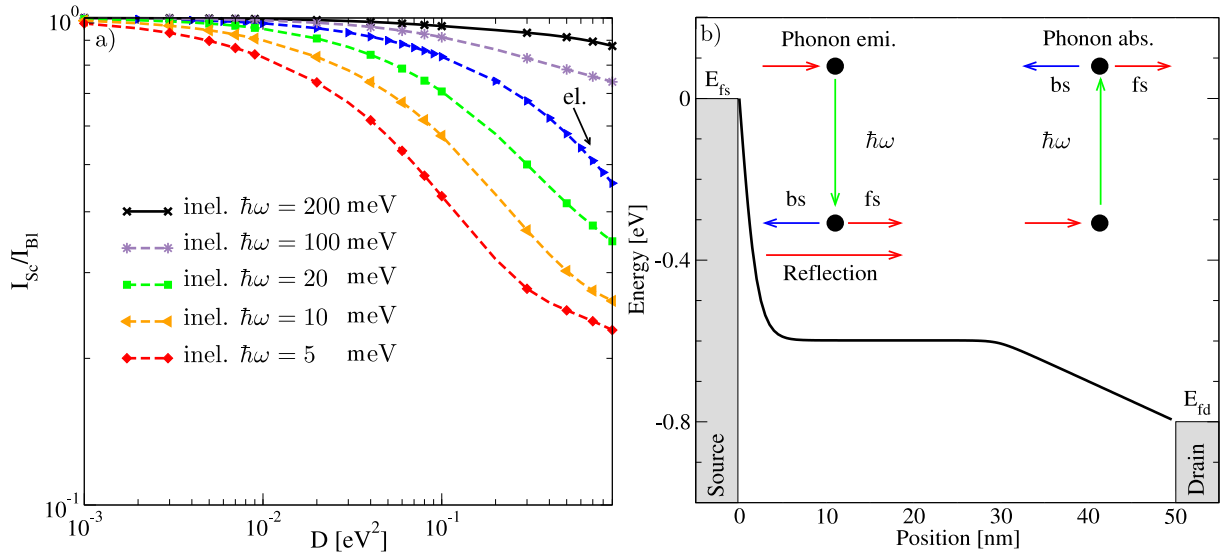 a)
10^0
10^-1
I_Sc/I_Bl
el.
inel. ℏω = 200 meV
inel. ℏω = 100 meV
inel. ℏω = 20 meV
inel. ℏω = 10 meV
inel. ℏω = 5 meV
10^-3
10^-2
10^-1
D [eV^2]
b)
Phonon emi.
Phonon abs.
E_fs
bs
fs
ℏω
ℏω
bs
fs
Reflection
0
-0.4
-0.8
Energy [eV]
E_fd
Source
Drain
0
10
20
30
40
50
Position [nm]